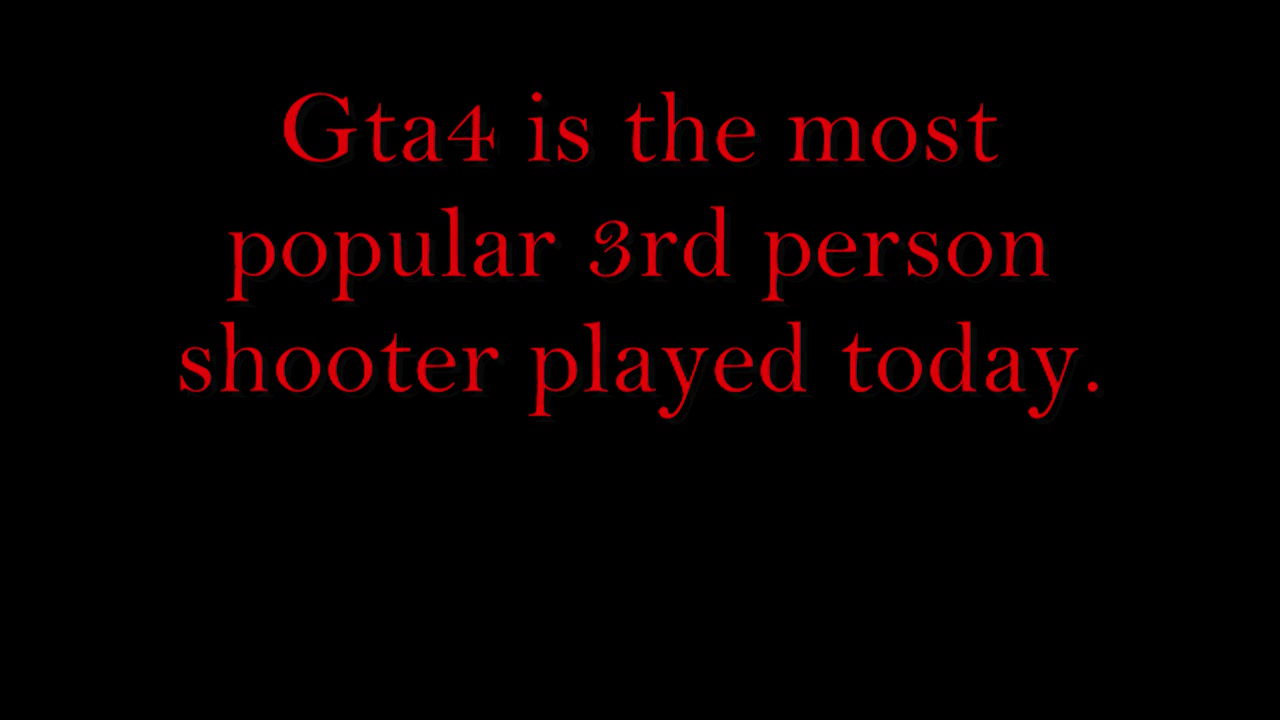 Gta4 is the most
popular 3rd person
shooter played today.